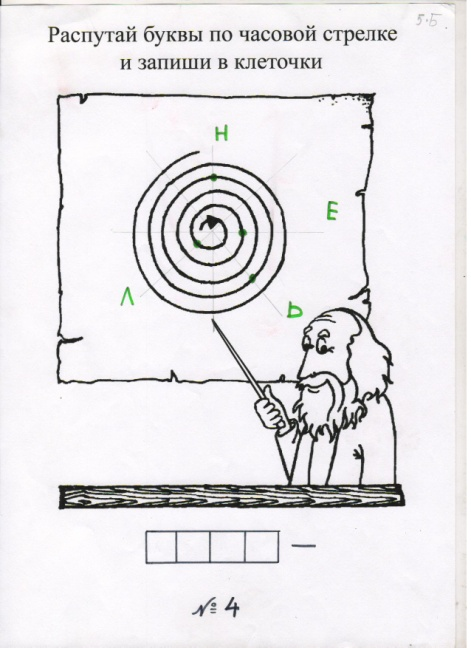 5.Б
Распутай буквы по часовой стрелке
и запиши в клеточки
Н
Е
Л
Ь
№ 4